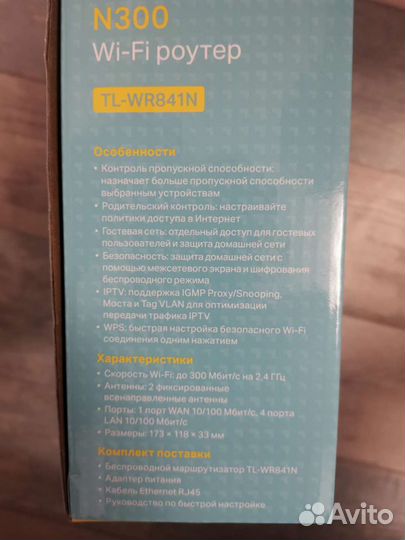 N300
Wi-Fi роутер
TL-WR841N
Особенности
• Контроль пропускной способности:
назначает больше пропускной способности
выбранным устройствам
• Родительский контроль: настраивайте
политики доступа в Интернет
• Гостевая сеть: отдельный доступ для гостевых
пользователей и защита домашней сети
• Безопасность: защита домашней сети с
помощью межсетевого экрана и шифрования
беспроводного режима
• IPTV: поддержка IGMP Proxy/Snooping,
Моста и Tag VLAN для оптимизации
передачи трафика IPTV
• WPS: быстрая настройка безопасного Wi-Fi
соединения одним нажатием
Характеристики
• Скорость Wi-Fi: до 300 Мбит/с на 2,4 ГГц
• Антенны: 2 фиксированные
всенаправленные антенны
• Порты: 1 порт WAN 10/100 Мбит/с, 4 порта
LAN 10/100 Мбит/с
• Размеры: 173 × 118 × 33 мм
Комплект поставки
• Беспроводной маршрутизатор TL-WR841N
• Адаптер питания
• Кабель Ethernet RJ45
• Руководство по быстрой настройке
Avito